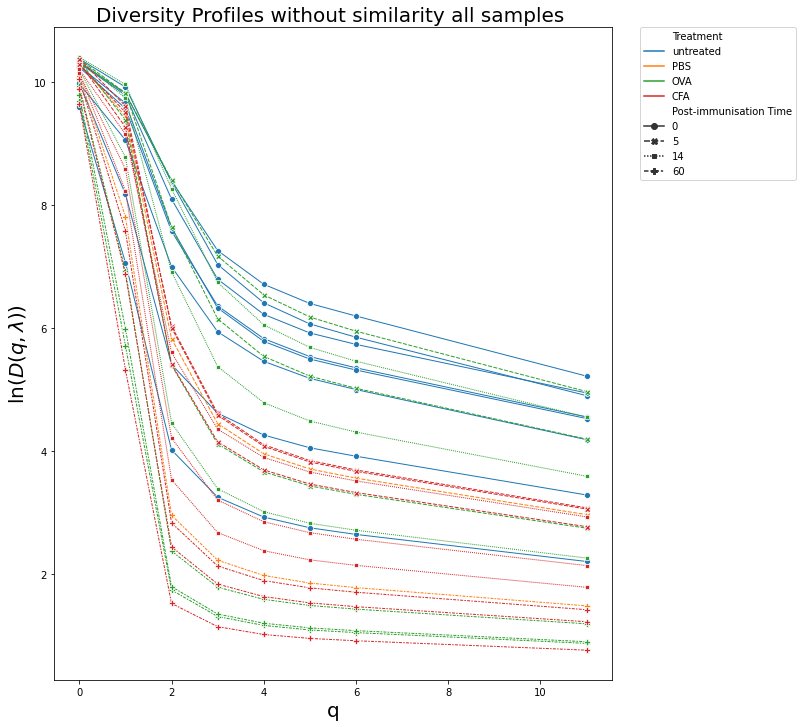 Diversity Profiles without similarity all samples
Treatment
untreated
PBS
OVA
CFA
Post-immunisation Time
0
5
14
60
10
8
6
4
2
ln(D(q, λ))
0 2 4 6 8 10
q